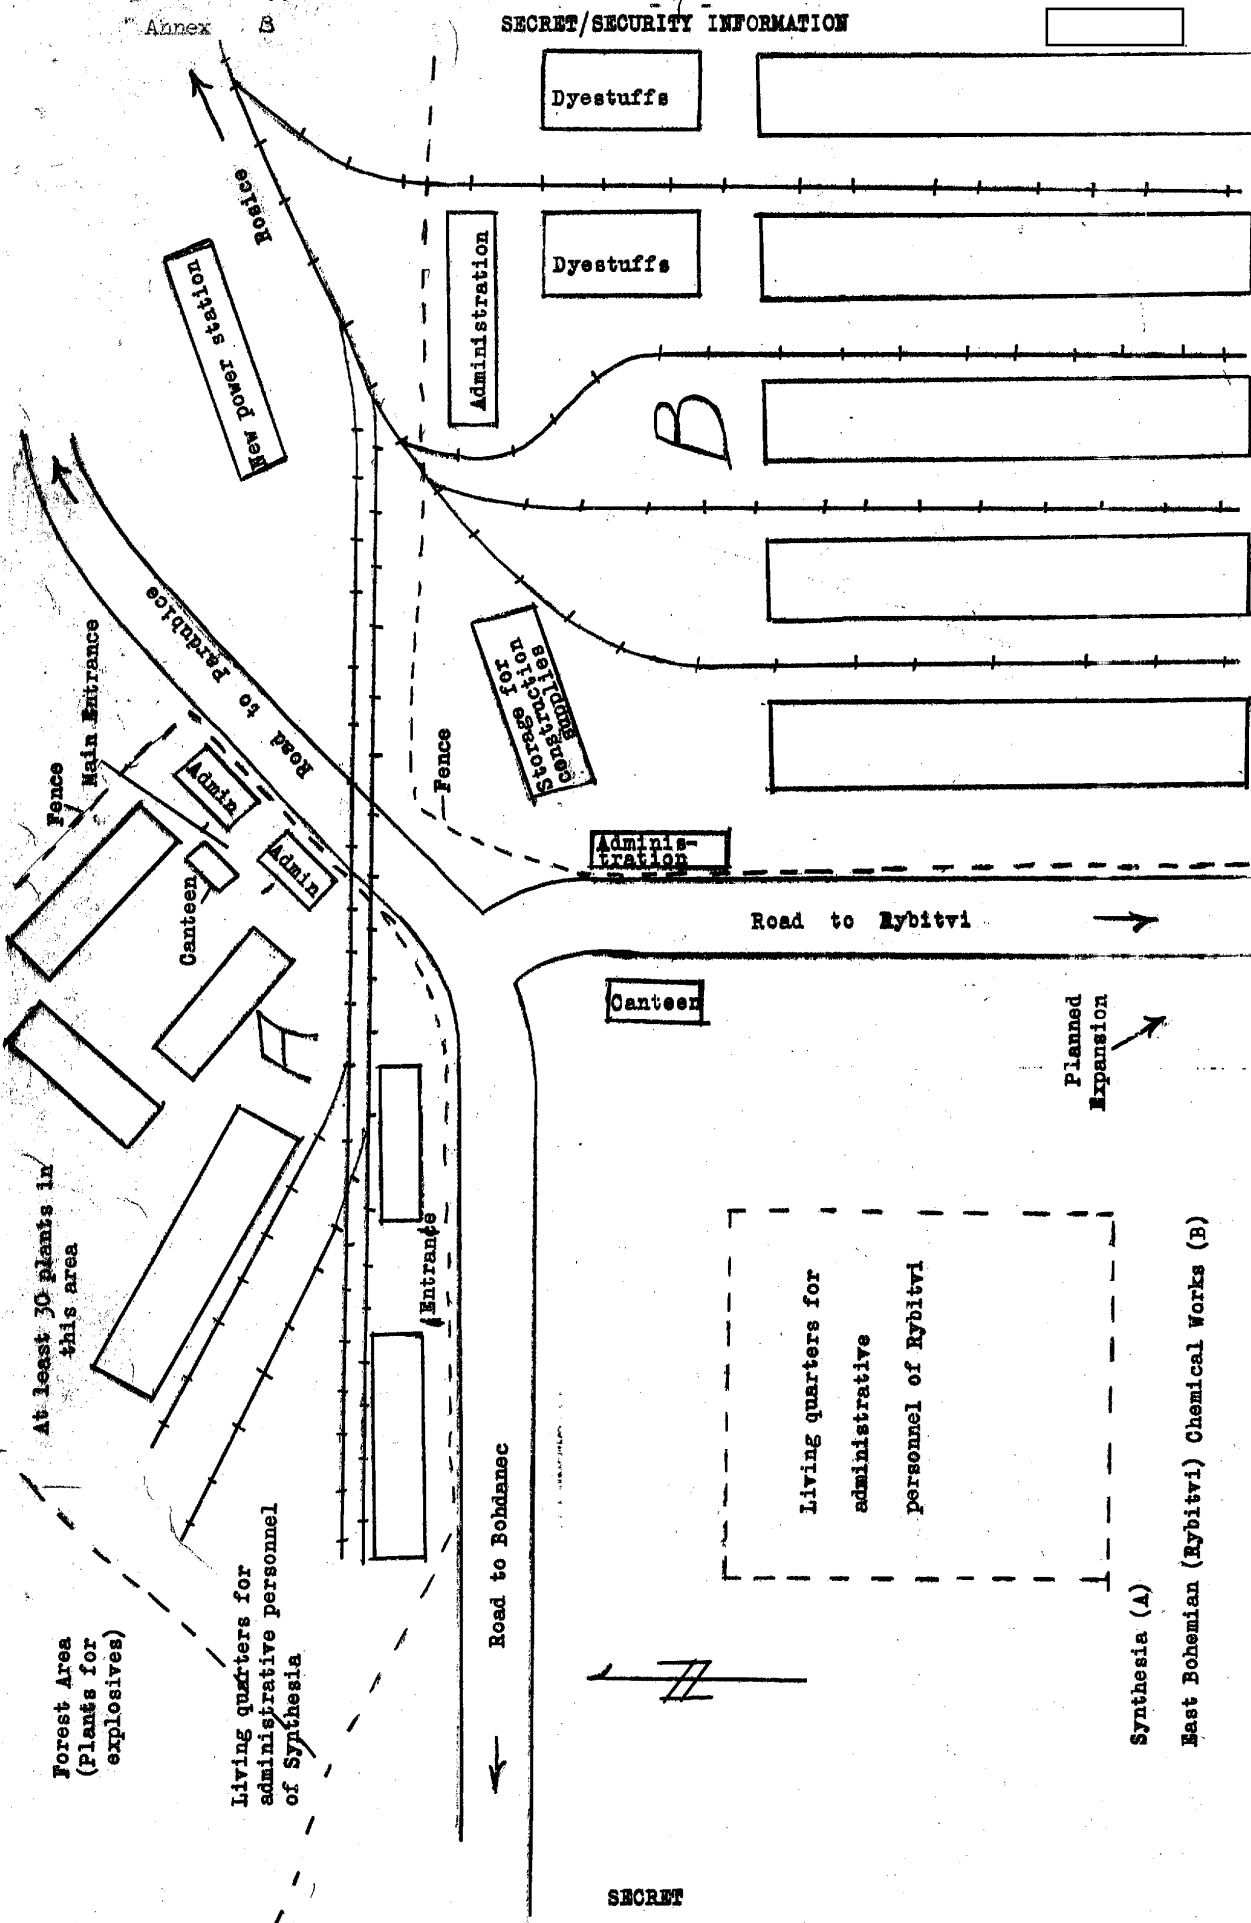 Annex B
SECRET/SECURITY INFORMATION
Dyestuffs
Rosice
New power station
Administration
Dyestuffs
B
Road to Pardubice
Main Entrance
Fence
Admin
Admin
Canteen
Storage for
construction
supplies
Fence
Adminis-
tration
Road to Rybitvi
Canteen
Planned
Expansion
A
At least 30 plants in
this area
Entrance
Living quarters for
administrative
personnel of Rybitvi
Road to Bohdanec
Forest Area
(Plants for
explosives)
Living quarters for
administrative personnel
of Synthesia
Synthesia (A)
East Bohemian (Rybitvi) Chemical Works (B)
SECRET